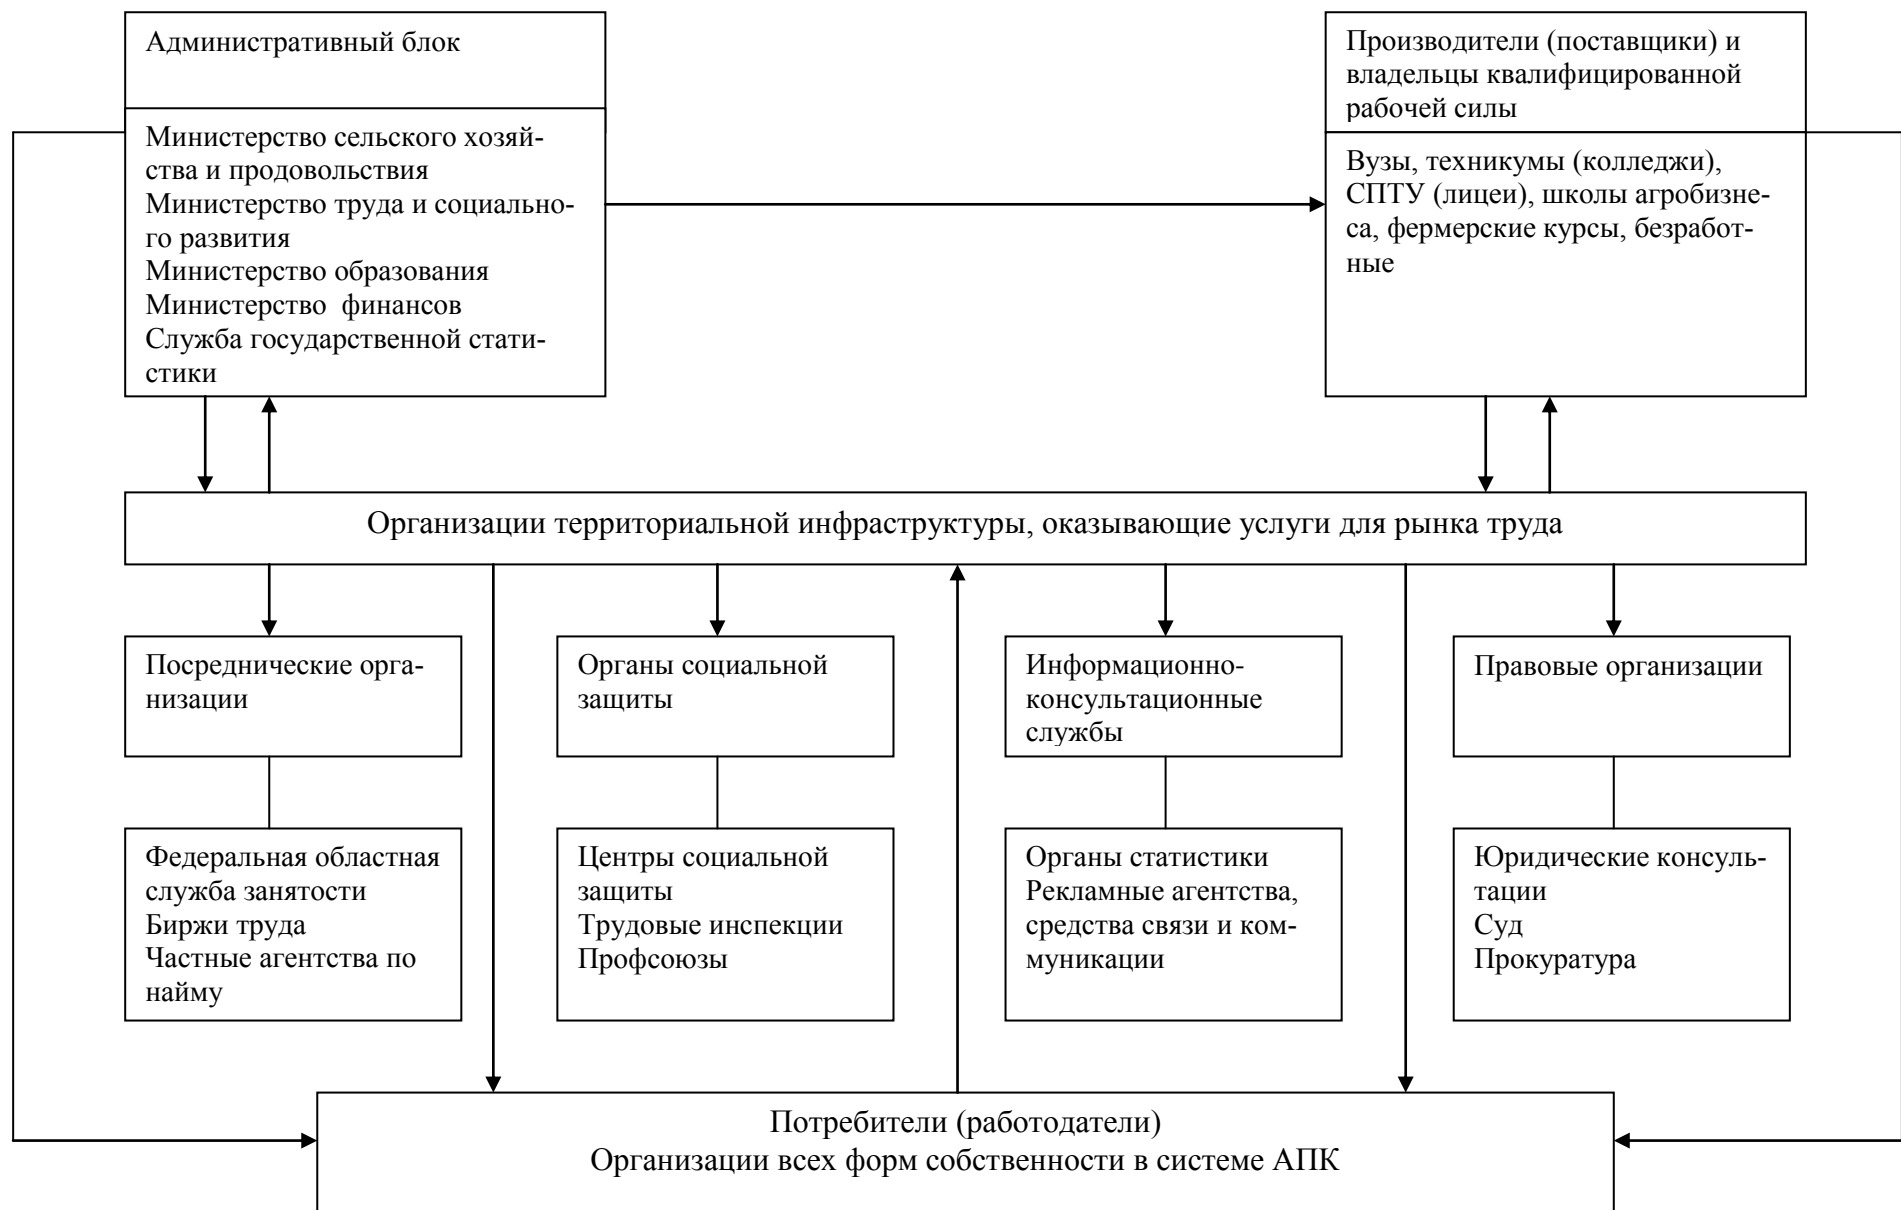 Административный блок
Министерство сельского хозяй-
ства и продовольствия
Министерство труда и социально-
го развития
Министерство образования
Министерство  финансов
Служба государственной стати-
стики
Производители (поставщики) и
владельцы квалифицированной
рабочей силы
Вузы, техникумы (колледжи),
СПТУ (лицеи), школы агробизне-
са, фермерские курсы, безработ-
ные
Организации территориальной инфраструктуры, оказывающие услуги для рынка труда
Посреднические орга-
низации
Органы социальной
защиты
Информационно-
консультационные
службы
Правовые организации
Федеральная областная
служба занятости
Биржи труда
Частные агентства по
найму
Центры социальной
защиты
Трудовые инспекции
Профсоюзы
Органы статистики
Рекламные агентства,
средства связи и ком-
муникации
Юридические консуль-
тации
Суд
Прокуратура
Потребители (работодатели)
Организации всех форм собственности в системе АПК